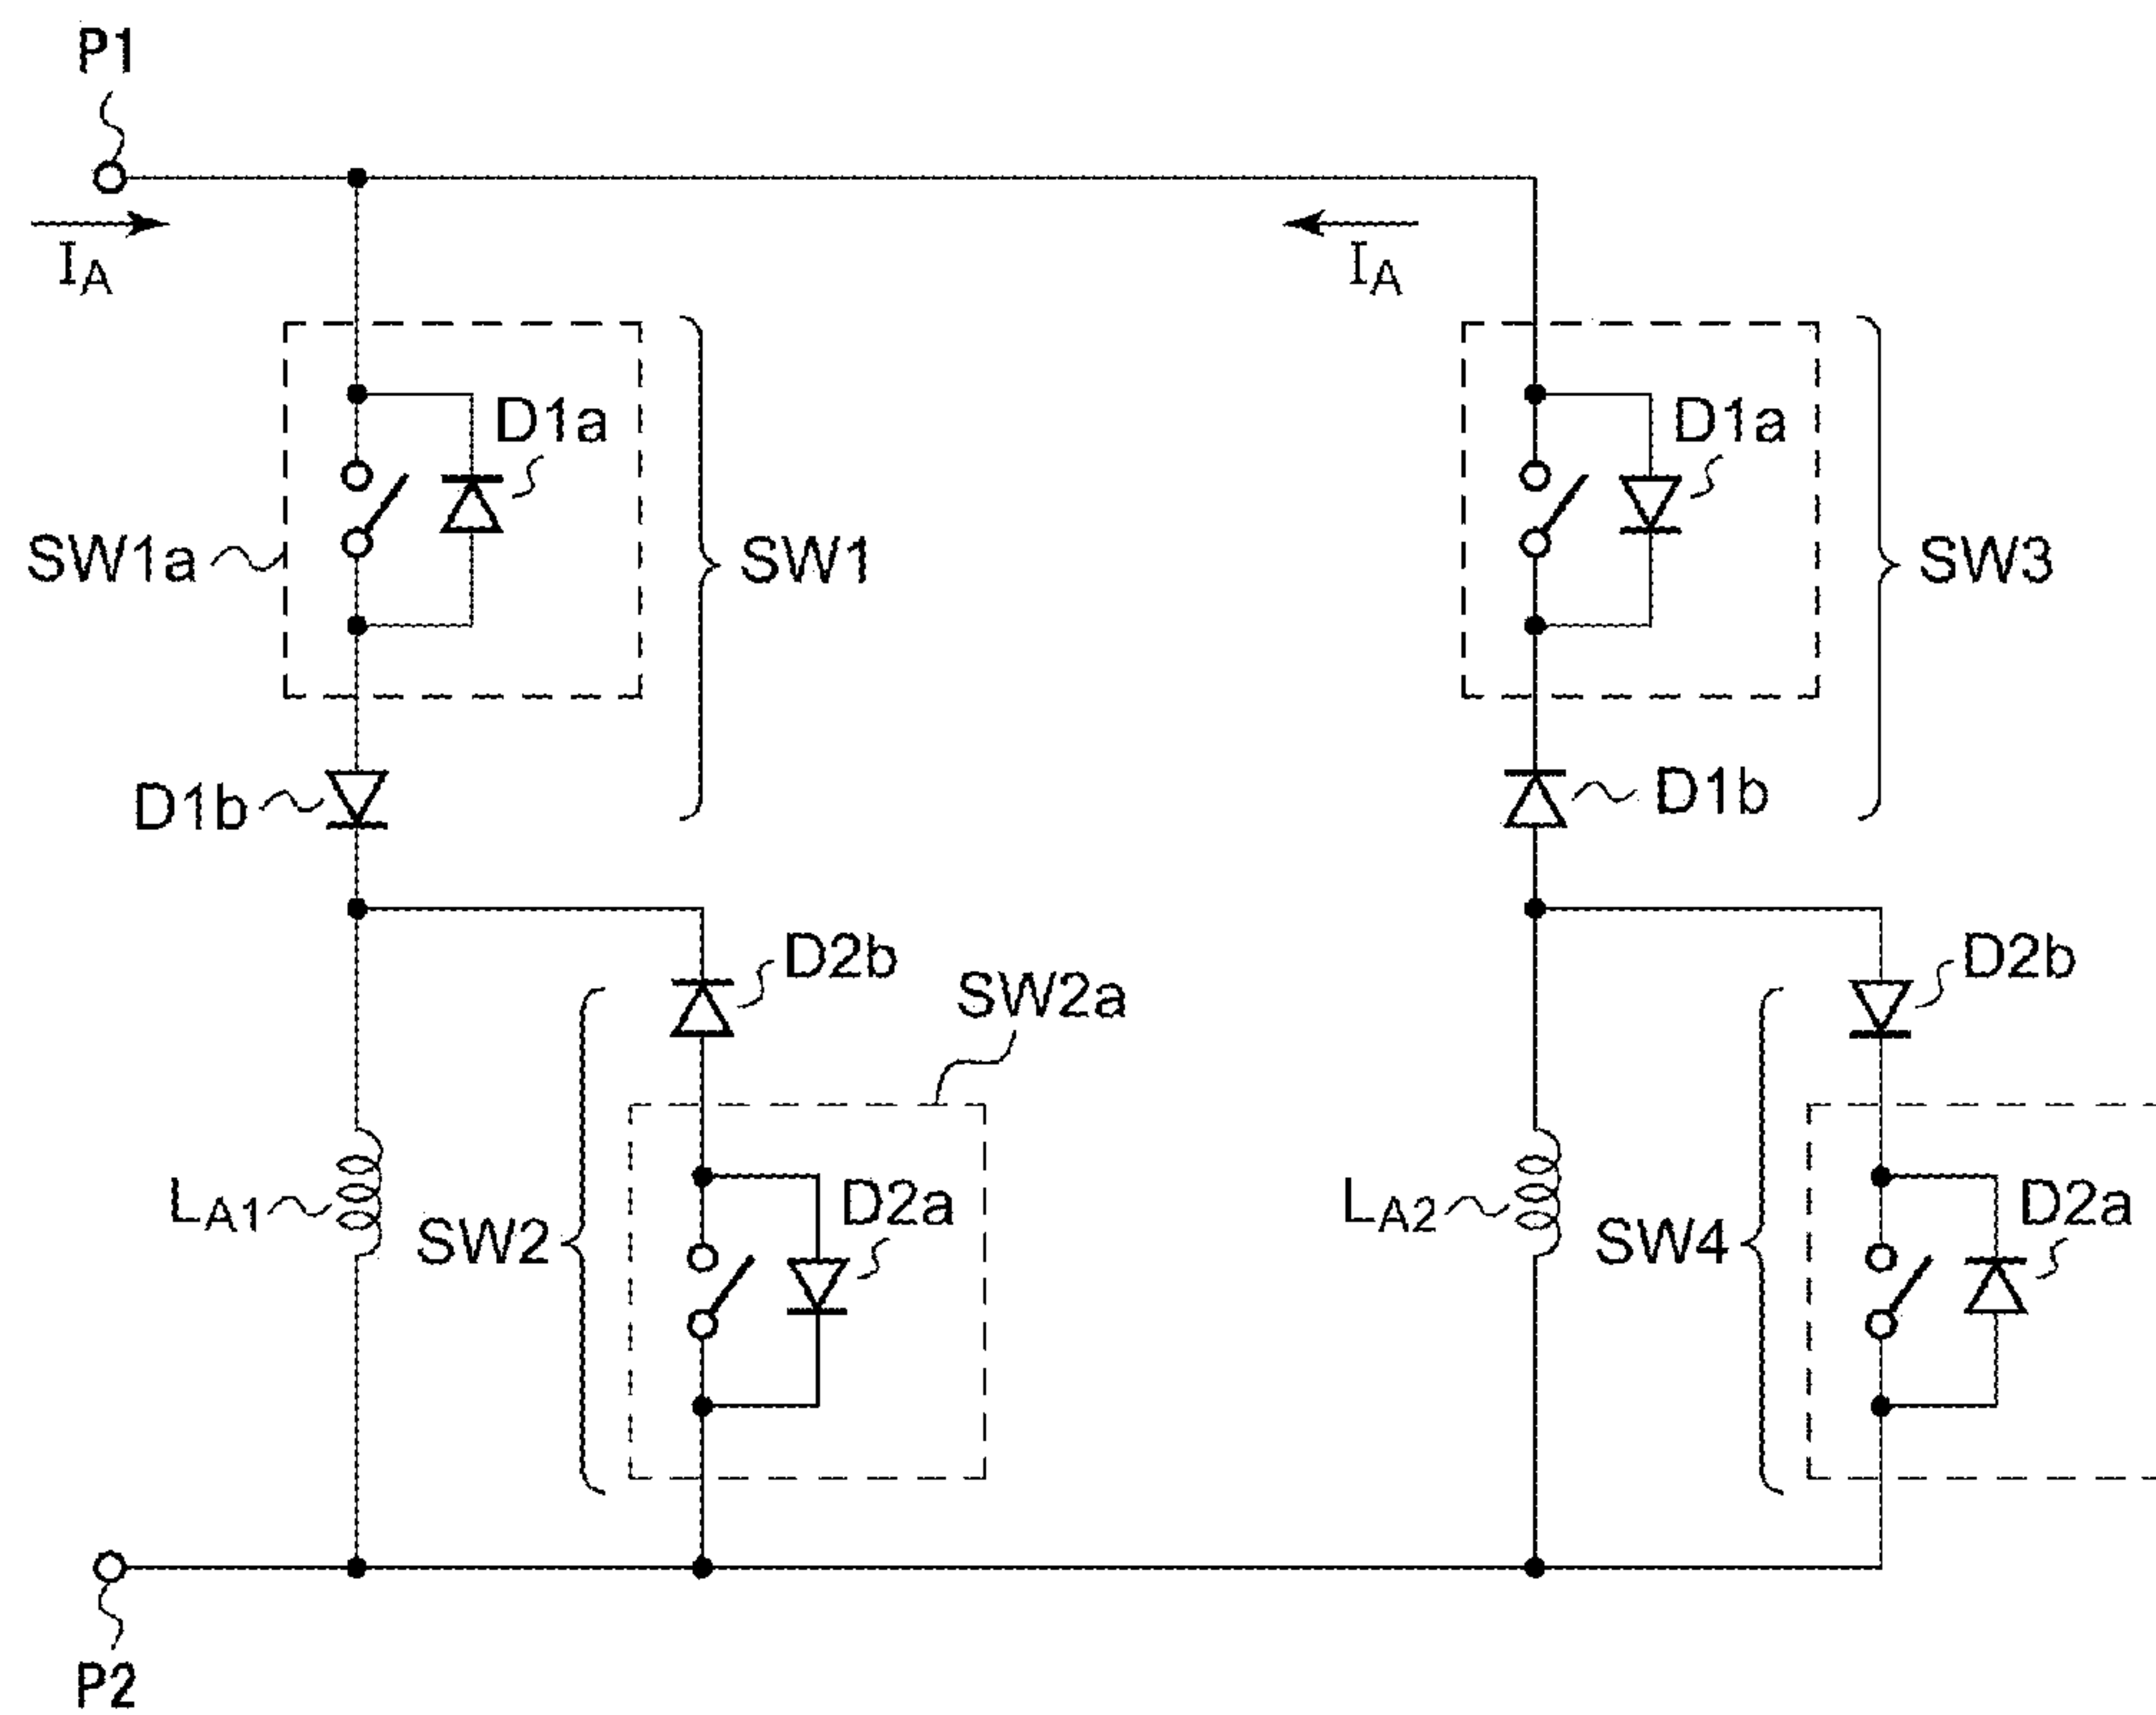 P1
I_A
I_A
D1a
D1a
SW1a
SW1
SW3
D1b
D1b
D2b
D2b
SW2a
L_A1
D2a
L_A2
D2a
SW2
SW4
P2